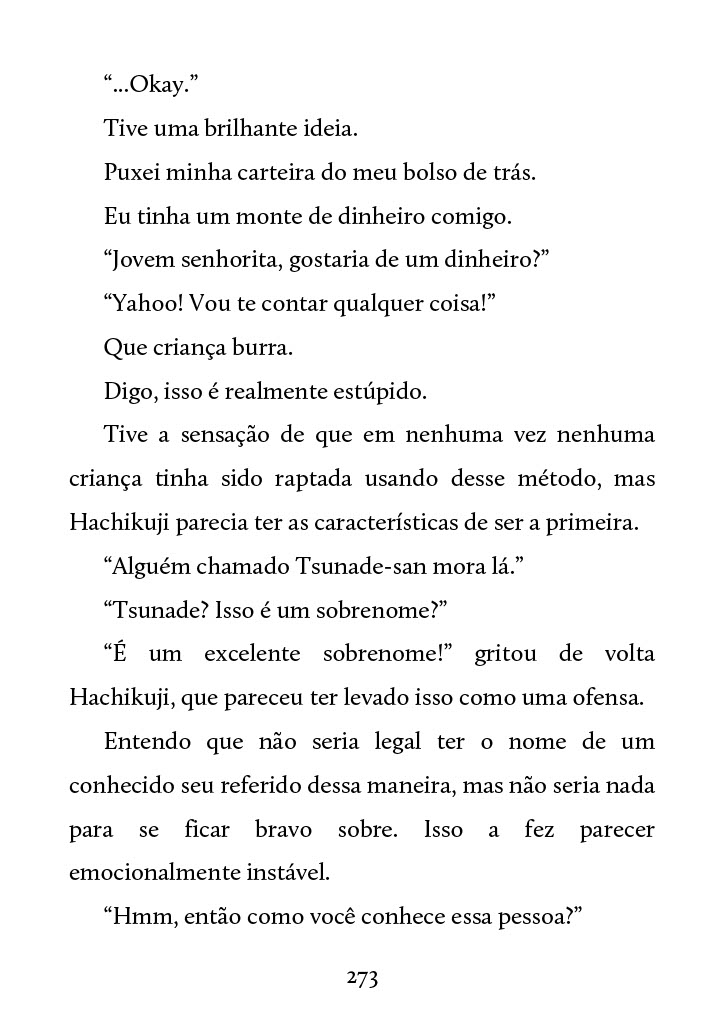 “...Okay.”
Tive uma brilhante ideia.
Puxei minha carteira do meu bolso de trás.
Eu tinha um monte de dinheiro comigo.
“Jovem senhorita, gostaria de um dinheiro?”
“Yahoo! Vou te contar qualquer coisa!”
Que criança burra.
Digo, isso é realmente estúpido.
Tive a sensação de que em nenhuma vez nenhuma
criança tinha sido raptada usando desse método, mas
Hachikuji parecia ter as características de ser a primeira.
“Alguém chamado Tsunade-san mora lá.”
“Tsunade? Isso é um sobrenome?”
“É um excelente sobrenome!” gritou de volta
Hachikuji, que pareceu ter levado isso como uma ofensa.
Entendo que não seria legal ter o nome de um
conhecido seu referido dessa maneira, mas não seria nada
para se ficar bravo sobre. Isso a fez parecer
emocionalmente instável.
“Hmm, então como você conhece essa pessoa?”
273